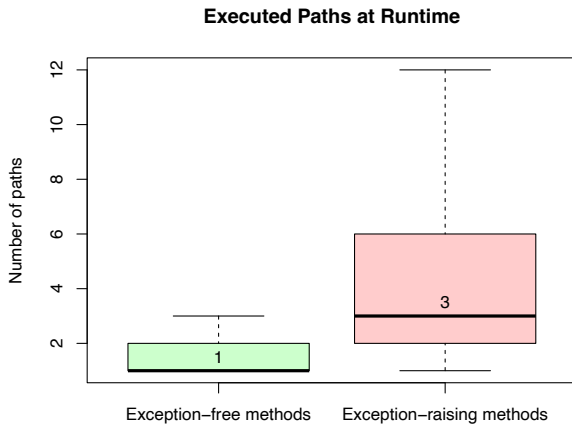 Executed Paths at Runtime
Number of paths
12
10
8
6
4
2
1
3
Exception−free methods
Exception−raising methods